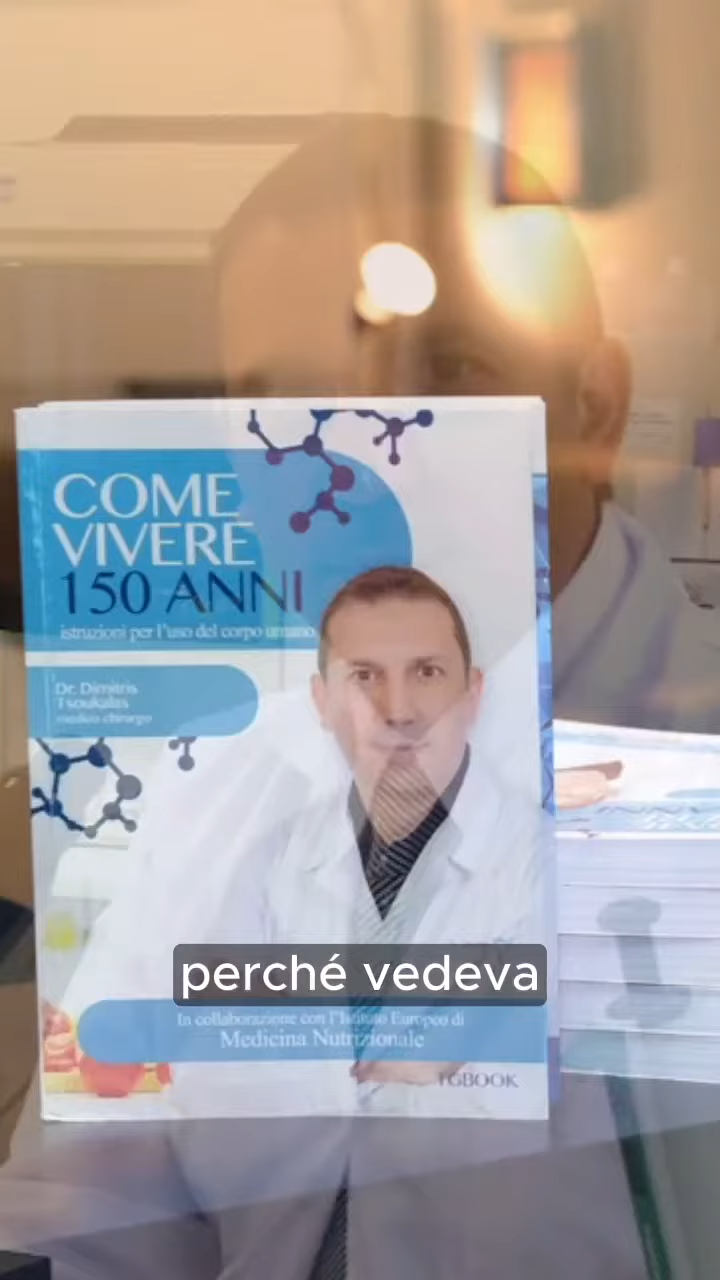 COME
VIVERE
150 ANNI
istruzioni per l'uso del corpo umano
Dr. Dimitris
Tsoukalas
medico chirurgo
perché vedeva
In collaborazione con l'Istituto Europeo di
Medicina Nutrizionale
TGBOOK